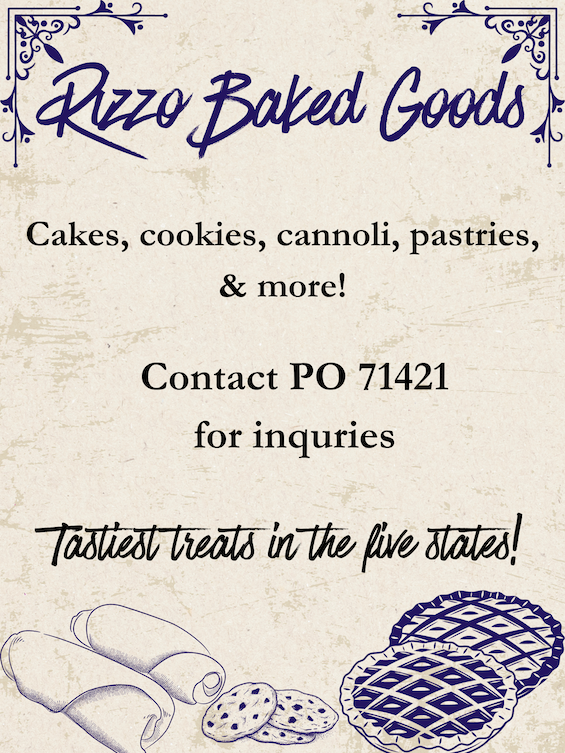 Rizzo Baked Goods
Cakes, cookies, cannoli, pastries,
& more!
Contact PO 71421
for inquries
Tastiest treats in the five states!